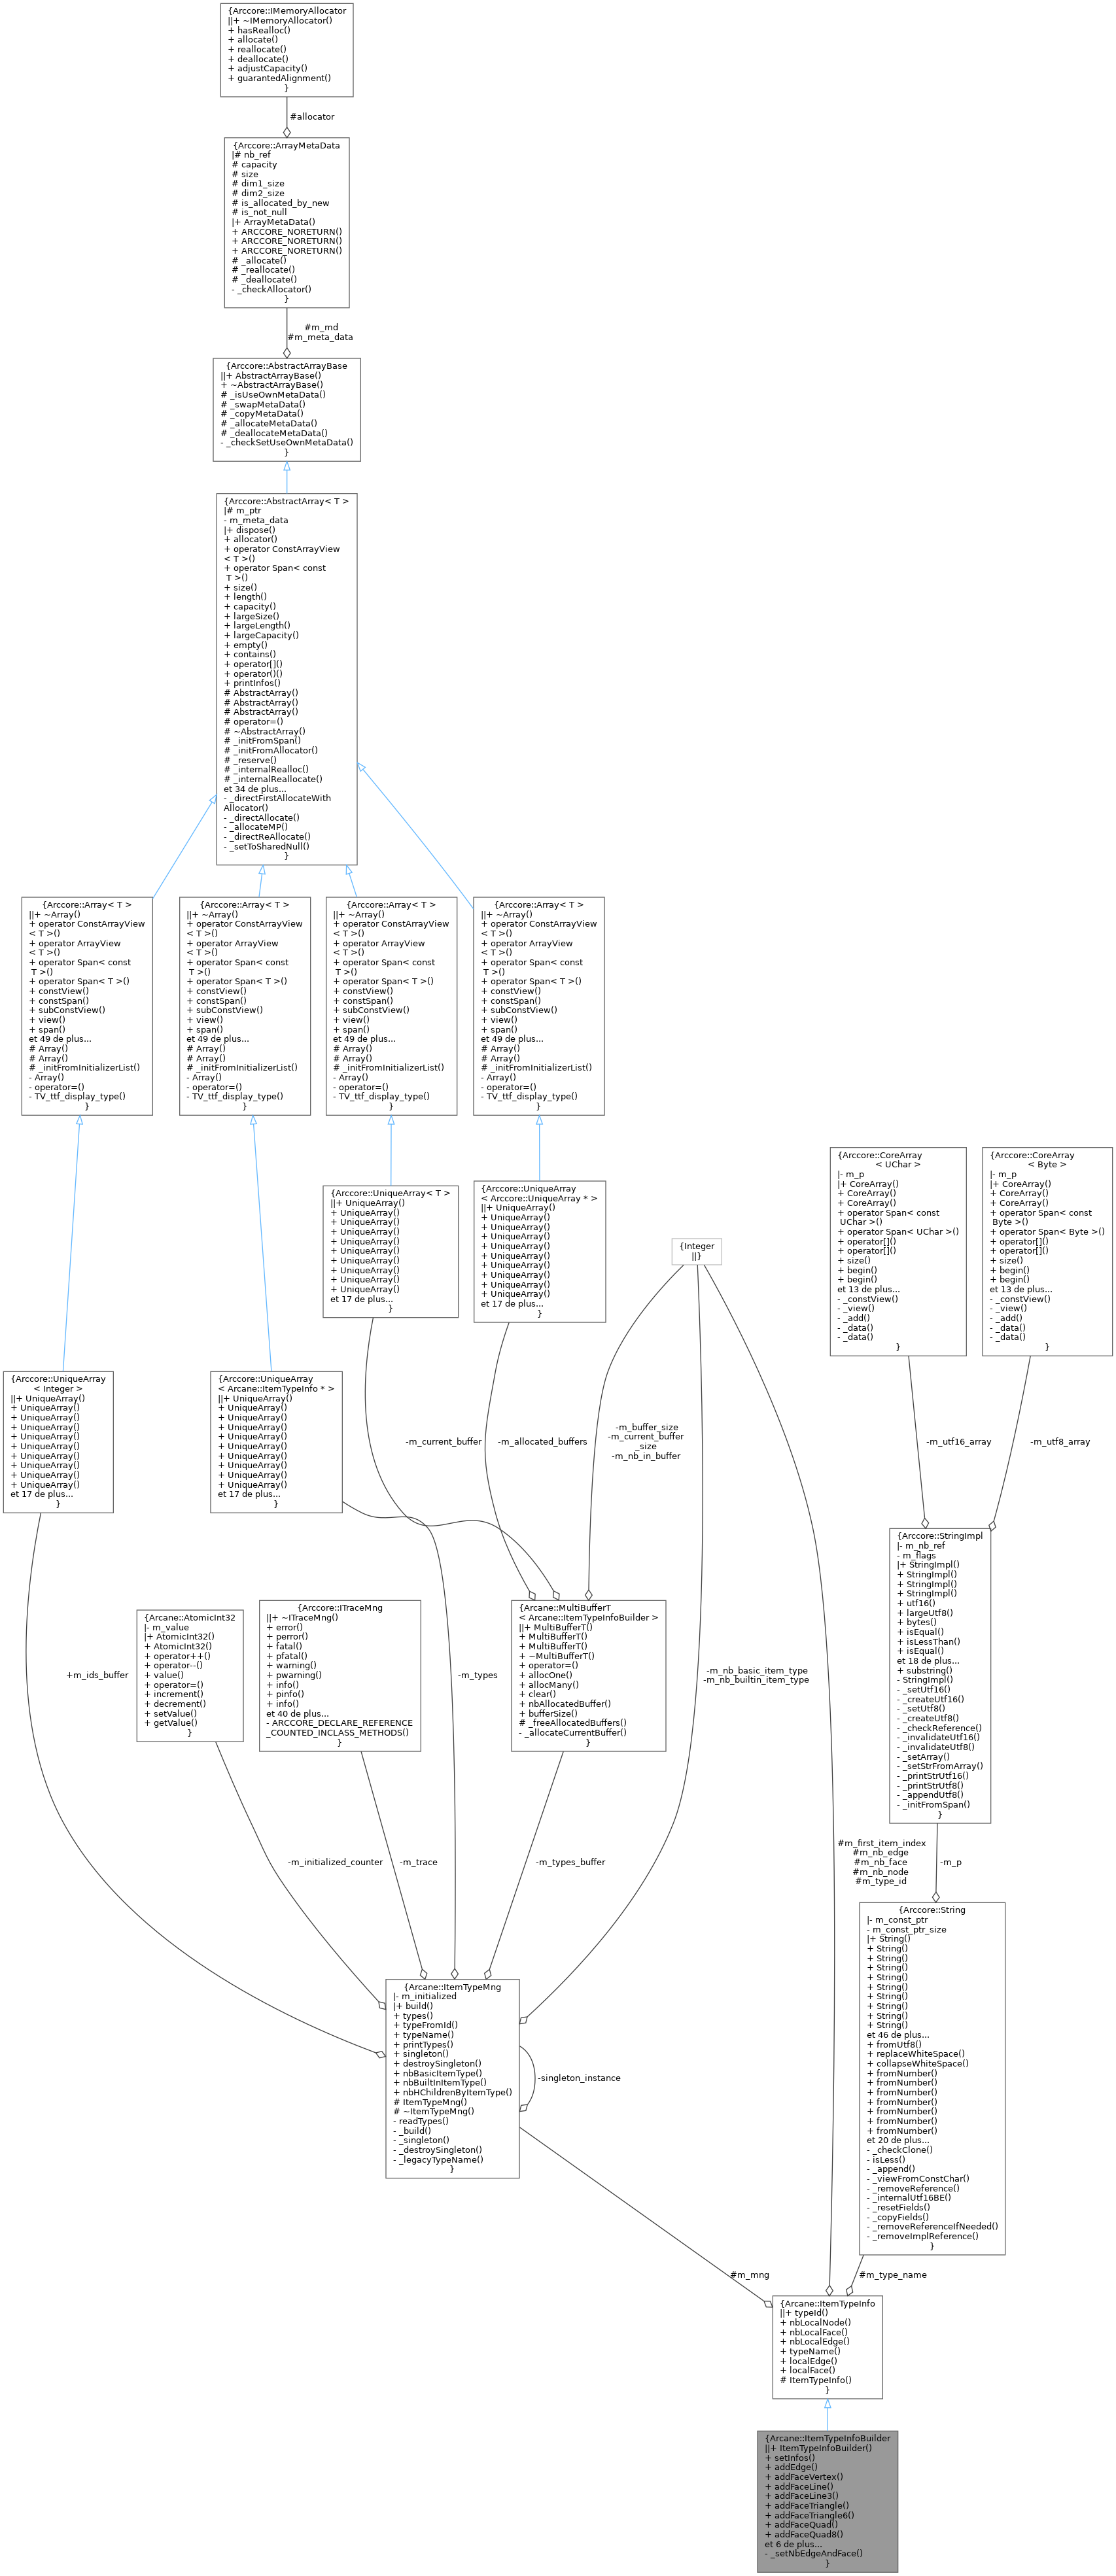 {Arccore::IMemoryAllocator
||+ ~IMemoryAllocator()
+ hasRealloc()
+ allocate()
+ reallocate()
+ deallocate()
+ adjustCapacity()
+ guarantedAlignment()
}
#allocator
{Arccore::ArrayMetaData
|# nb_ref
# capacity
# size
# dim1_size
# dim2_size
# is_allocated_by_new
# is_not_null
|+ ArrayMetaData()
+ ARCCORE_NORETURN()
+ ARCCORE_NORETURN()
+ ARCCORE_NORETURN()
# _allocate()
# _reallocate()
# _deallocate()
- _checkAllocator()
}
#m_md
#m_meta_data
{Arccore::AbstractArrayBase
||+ AbstractArrayBase()
+ ~AbstractArrayBase()
# _isUseOwnMetaData()
# _swapMetaData()
# _copyMetaData()
# _allocateMetaData()
# _deallocateMetaData()
- _checkSetUseOwnMetaData()
}
{Arccore::AbstractArray< T >
|# m_ptr
- m_meta_data
|+ dispose()
+ allocator()
+ operator ConstArrayView
< T >()
+ operator Span< const
T >()
+ size()
+ length()
+ capacity()
+ largeSize()
+ largeLength()
+ largeCapacity()
+ empty()
+ contains()
+ operator[]()
+ operator()()
+ printInfos()
# AbstractArray()
# AbstractArray()
# AbstractArray()
# operator=()
# ~AbstractArray()
# _initFromSpan()
# _initFromAllocator()
# _reserve()
# _internalRealloc()
# _internalReallocate()
et 34 de plus...
- _directFirstAllocateWith
Allocator()
- _directAllocate()
- _allocateMP()
- _directReAllocate()
- _setToSharedNull()
}
{Arccore::Array< T >
||+ ~Array()
+ operator ConstArrayView
< T >()
+ operator ArrayView
< T >()
+ operator Span< const
T >()
+ operator Span< T >()
+ constView()
+ constSpan()
+ subConstView()
+ view()
+ span()
et 49 de plus...
# Array()
# Array()
# _initFromInitializerList()
- Array()
- operator=()
- TV_ttf_display_type()
}
{Arccore::Array< T >
||+ ~Array()
+ operator ConstArrayView
< T >()
+ operator ArrayView
< T >()
+ operator Span< const
T >()
+ operator Span< T >()
+ constView()
+ constSpan()
+ subConstView()
+ view()
+ span()
et 49 de plus...
# Array()
# Array()
# _initFromInitializerList()
- Array()
- operator=()
- TV_ttf_display_type()
}
{Arccore::Array< T >
||+ ~Array()
+ operator ConstArrayView
< T >()
+ operator ArrayView
< T >()
+ operator Span< const
T >()
+ operator Span< T >()
+ constView()
+ constSpan()
+ subConstView()
+ view()
+ span()
et 49 de plus...
# Array()
# Array()
# _initFromInitializerList()
- Array()
- operator=()
- TV_ttf_display_type()
}
{Arccore::Array< T >
||+ ~Array()
+ operator ConstArrayView
< T >()
+ operator ArrayView
< T >()
+ operator Span< const
T >()
+ operator Span< T >()
+ constView()
+ constSpan()
+ subConstView()
+ view()
+ span()
et 49 de plus...
# Array()
# Array()
# _initFromInitializerList()
- Array()
- operator=()
- TV_ttf_display_type()
}
{Arccore::UniqueArray< T >
||+ UniqueArray()
+ UniqueArray()
+ UniqueArray()
+ UniqueArray()
+ UniqueArray()
+ UniqueArray()
+ UniqueArray()
+ UniqueArray()
+ UniqueArray()
+ UniqueArray()
et 17 de plus...
}
{Arccore::UniqueArray
< Arccore::UniqueArray * >
||+ UniqueArray()
+ UniqueArray()
+ UniqueArray()
+ UniqueArray()
+ UniqueArray()
+ UniqueArray()
+ UniqueArray()
+ UniqueArray()
+ UniqueArray()
+ UniqueArray()
et 17 de plus...
}
{Integer
||}
{Arccore::CoreArray
< UChar >
|- m_p
|+ CoreArray()
+ CoreArray()
+ CoreArray()
+ operator Span< const
UChar >()
+ operator Span< UChar >()
+ operator[]()
+ operator[]()
+ size()
+ begin()
+ begin()
et 13 de plus...
- _constView()
- _view()
- _add()
- _data()
- _data()
}
{Arccore::CoreArray
< Byte >
|- m_p
|+ CoreArray()
+ CoreArray()
+ CoreArray()
+ operator Span< const
Byte >()
+ operator Span< Byte >()
+ operator[]()
+ operator[]()
+ size()
+ begin()
+ begin()
et 13 de plus...
- _constView()
- _view()
- _add()
- _data()
- _data()
}
{Arccore::UniqueArray
< Integer >
||+ UniqueArray()
+ UniqueArray()
+ UniqueArray()
+ UniqueArray()
+ UniqueArray()
+ UniqueArray()
+ UniqueArray()
+ UniqueArray()
+ UniqueArray()
+ UniqueArray()
et 17 de plus...
}
{Arccore::UniqueArray
< Arcane::ItemTypeInfo * >
||+ UniqueArray()
+ UniqueArray()
+ UniqueArray()
+ UniqueArray()
+ UniqueArray()
+ UniqueArray()
+ UniqueArray()
+ UniqueArray()
+ UniqueArray()
+ UniqueArray()
et 17 de plus...
}
-m_current_buffer
-m_allocated_buffers
-m_buffer_size
-m_current_buffer
_size
-m_nb_in_buffer
-m_utf16_array
-m_utf8_array
{Arccore::StringImpl
|- m_nb_ref
- m_flags
|+ StringImpl()
+ StringImpl()
+ StringImpl()
+ StringImpl()
+ utf16()
+ largeUtf8()
+ bytes()
+ isEqual()
+ isLessThan()
+ isEqual()
et 18 de plus...
+ substring()
- StringImpl()
- _setUtf16()
- _createUtf16()
- _setUtf8()
- _createUtf8()
- _checkReference()
- _invalidateUtf16()
- _invalidateUtf8()
- _setArray()
- _setStrFromArray()
- _printStrUtf16()
- _printStrUtf8()
- _appendUtf8()
- _initFromSpan()
}
{Arcane::AtomicInt32
|- m_value
|+ AtomicInt32()
+ AtomicInt32()
+ operator++()
+ operator--()
+ value()
+ operator=()
+ increment()
+ decrement()
+ setValue()
+ getValue()
}
{Arccore::ITraceMng
||+ ~ITraceMng()
+ error()
+ perror()
+ fatal()
+ pfatal()
+ warning()
+ pwarning()
+ info()
+ pinfo()
+ info()
et 40 de plus...
- ARCCORE_DECLARE_REFERENCE
_COUNTED_INCLASS_METHODS()
}
{Arcane::MultiBufferT
< Arcane::ItemTypeInfoBuilder >
||+ MultiBufferT()
+ MultiBufferT()
+ MultiBufferT()
+ ~MultiBufferT()
+ operator=()
+ allocOne()
+ allocMany()
+ clear()
+ nbAllocatedBuffer()
+ bufferSize()
# _freeAllocatedBuffers()
- _allocateCurrentBuffer()
}
+m_ids_buffer
-m_types
-m_nb_basic_item_type
-m_nb_builtin_item_type
-m_initialized_counter
-m_trace
-m_types_buffer
#m_first_item_index
#m_nb_edge
#m_nb_face
#m_nb_node
#m_type_id
-m_p
{Arccore::String
|- m_const_ptr
- m_const_ptr_size
|+ String()
+ String()
+ String()
+ String()
+ String()
+ String()
+ String()
+ String()
+ String()
+ String()
et 46 de plus...
+ fromUtf8()
+ replaceWhiteSpace()
+ collapseWhiteSpace()
+ fromNumber()
+ fromNumber()
+ fromNumber()
+ fromNumber()
+ fromNumber()
+ fromNumber()
+ fromNumber()
et 20 de plus...
- _checkClone()
- isLess()
- _append()
- _viewFromConstChar()
- _removeReference()
- _internalUtf16BE()
- _resetFields()
- _copyFields()
- _removeReferenceIfNeeded()
- _removeImplReference()
}
{Arcane::ItemTypeMng
|- m_initialized
|+ build()
+ types()
+ typeFromId()
+ typeName()
+ printTypes()
+ singleton()
+ destroySingleton()
+ nbBasicItemType()
+ nbBuiltInItemType()
+ nbHChildrenByItemType()
# ItemTypeMng()
# ~ItemTypeMng()
- readTypes()
- _build()
- _singleton()
- _destroySingleton()
- _legacyTypeName()
}
-singleton_instance
#m_mng
#m_type_name
{Arcane::ItemTypeInfo
||+ typeId()
+ nbLocalNode()
+ nbLocalFace()
+ nbLocalEdge()
+ typeName()
+ localEdge()
+ localFace()
# ItemTypeInfo()
}
{Arcane::ItemTypeInfoBuilder
||+ ItemTypeInfoBuilder()
+ setInfos()
+ addEdge()
+ addFaceVertex()
+ addFaceLine()
+ addFaceLine3()
+ addFaceTriangle()
+ addFaceTriangle6()
+ addFaceQuad()
+ addFaceQuad8()
et 6 de plus...
- _setNbEdgeAndFace()
}